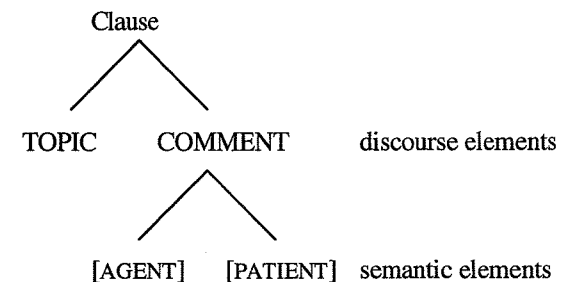 Clause
TOPIC COMMENT discourse elements
[AGENT] [PATIENT] semantic elements